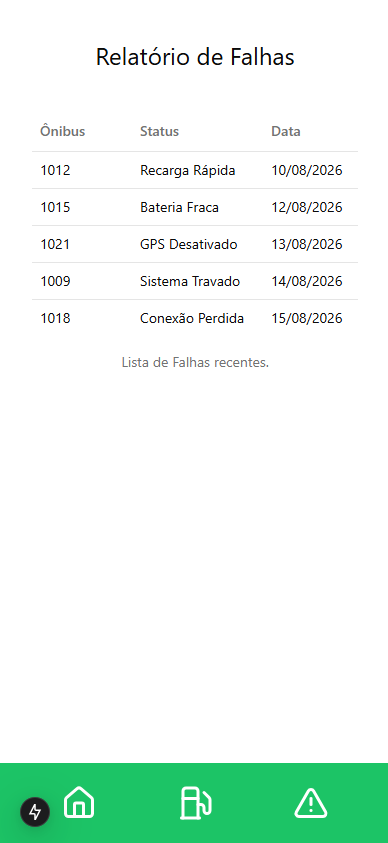 Relatório de Falhas
Ônibus Status Data
1012 Recarga Rápida 10/08/2026
1015 Bateria Fraca 12/08/2026
1021 GPS Desativado 13/08/2026
1009 Sistema Travado 14/08/2026
1018 Conexão Perdida 15/08/2026
Lista de Falhas recentes.